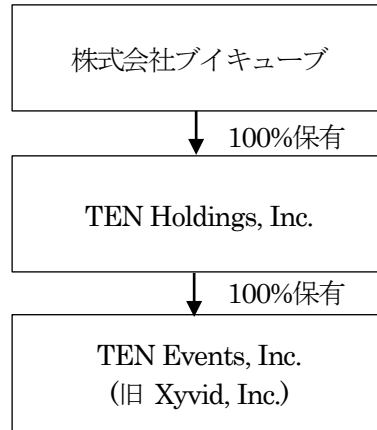 株式会社ブイキューブ
100%保有
TEN Holdings, Inc.
100%保有
TEN Events, Inc.
(旧 Xyvid, Inc.)